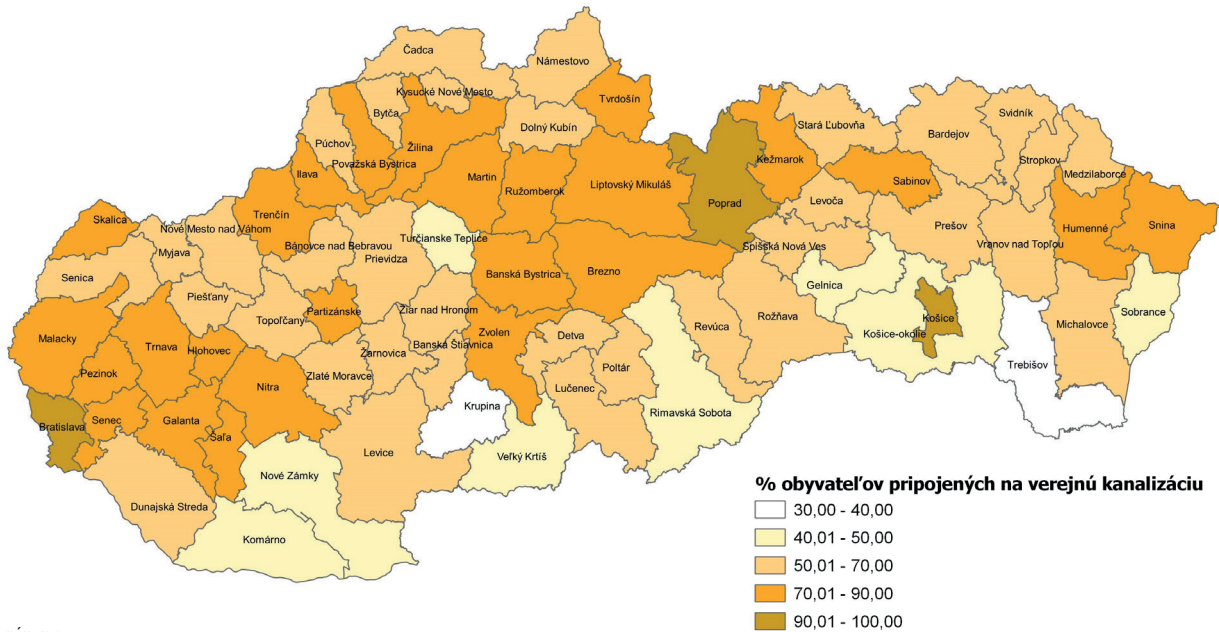 Čadca
Námestovo
Kysucké Nové Mesto
Tvrdošín
Bytča
Dolný Kubín
Stará Ľubovňa
Svidník
Bardejov
Púchov
Žilina
Považská Bystrica
Kežmarok
Stropkov
Medzilaborce
Ilava
Martin
Ružomberok
Liptovský Mikuláš
Sabinov
Poprad
Levoča
Skalica
Trenčín
Nové Mesto nad Váhom
Prešov
Humenné
Snina
Turčianske Teplice
Bánovce nad Bebravou
Spišská Nová Ves
Vranov nad Topľou
Myjava
Prievidza
Senica
Banská Bystrica
Brezno
Gelnica
Piešťany
Partizánske
Žiar nad Hronom
Sobrance
Topoľčany
Košice
Rožňava
Michalovce
Malacky
Trnava
Hlohovec
Žarnovica
Banská Štiavnica
Zvolen
Detva
Revúca
Košice-okolie
Trebišov
Pezinok
Zlaté Moravce
Poltár
Nitra
Lučenec
Krupina
Rimavská Sobota
Bratislava
Senec
Galanta
Šaľa
Levice
Veľký Krtíš
Nové Zámky
Dunajská Streda
Komárno
% obyvateľov pripojených na verejnú kanalizáciu
30,00 - 40,00
40,01 - 50,00
50,01 - 70,00
70,01 - 90,00
90,01 - 100,00